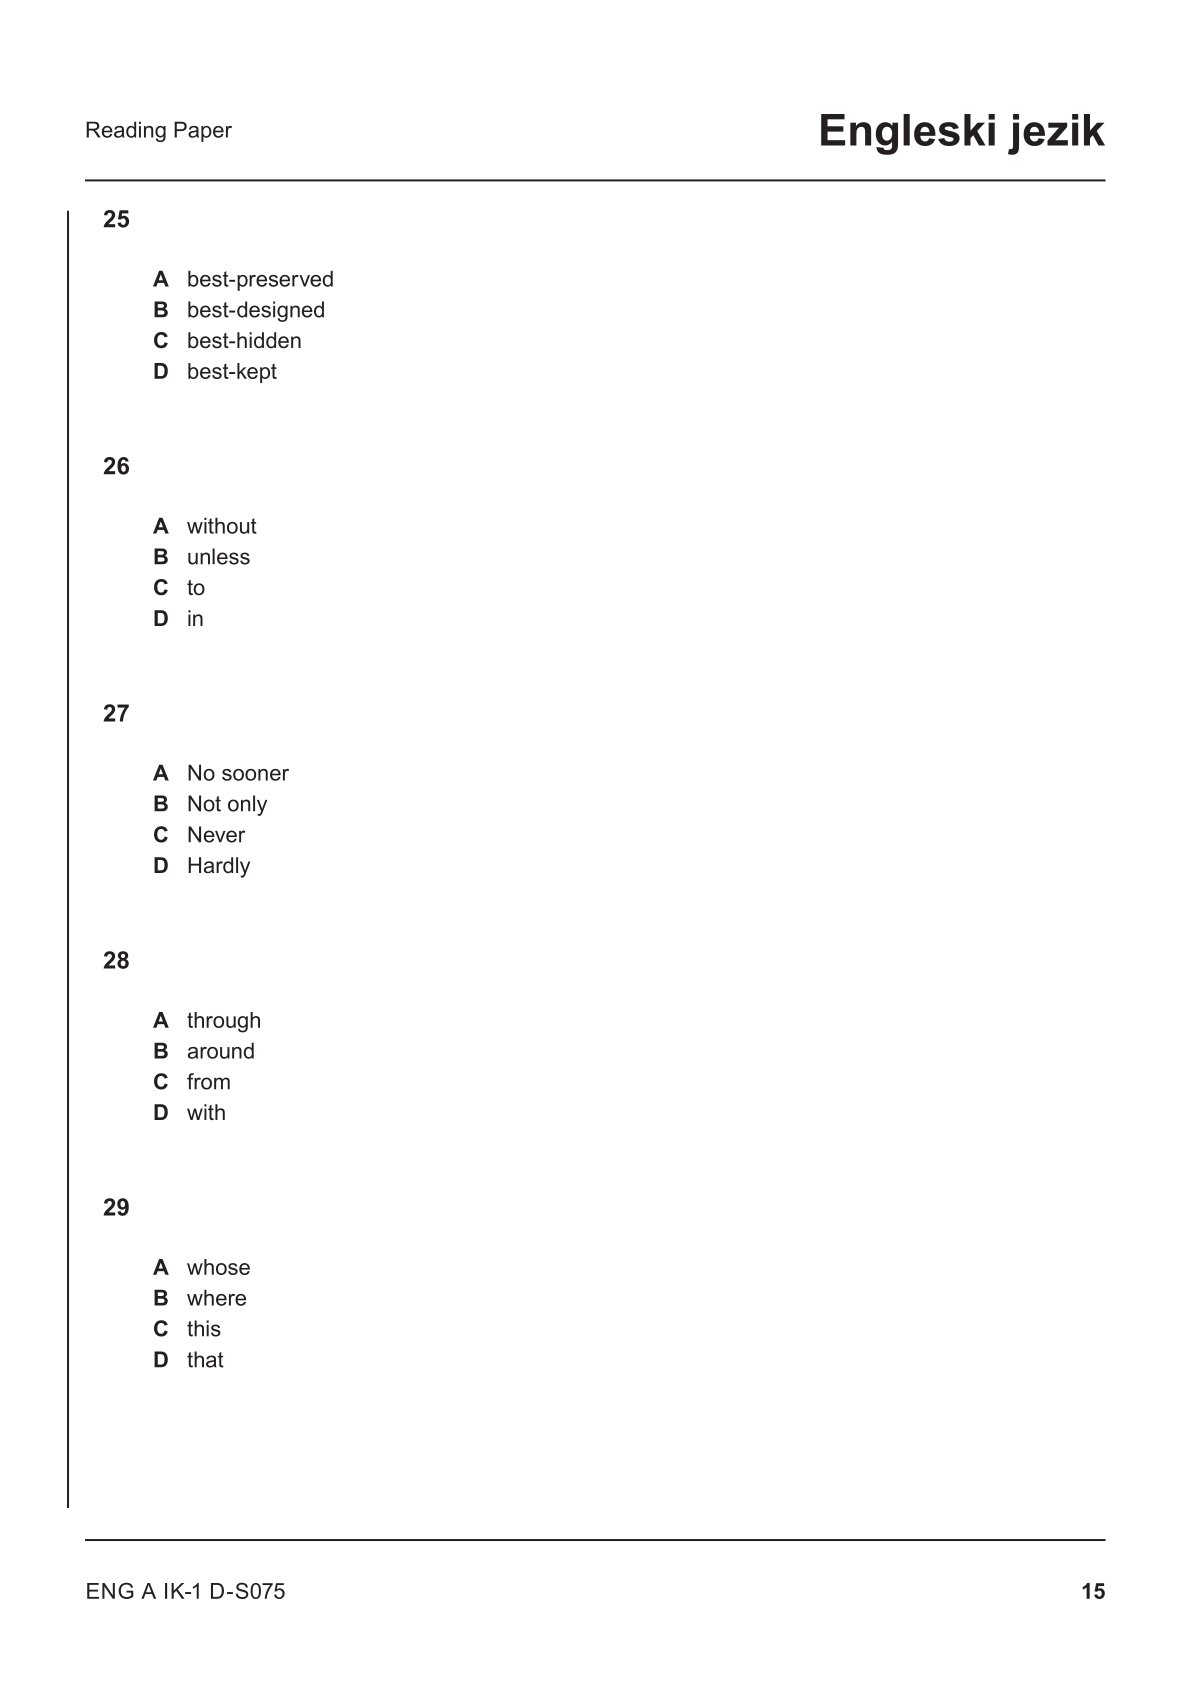 Reading Paper
Engleski jezik
25
A best-preserved
B best-designed
C best-hidden
D best-kept
26
A without
B unless
C to
D in
27
A No sooner
B Not only
C Never
D Hardly
28
A through
B around
C from
D with
29
A whose
B where
C this
D that
ENG A IK-1 D-S075
15